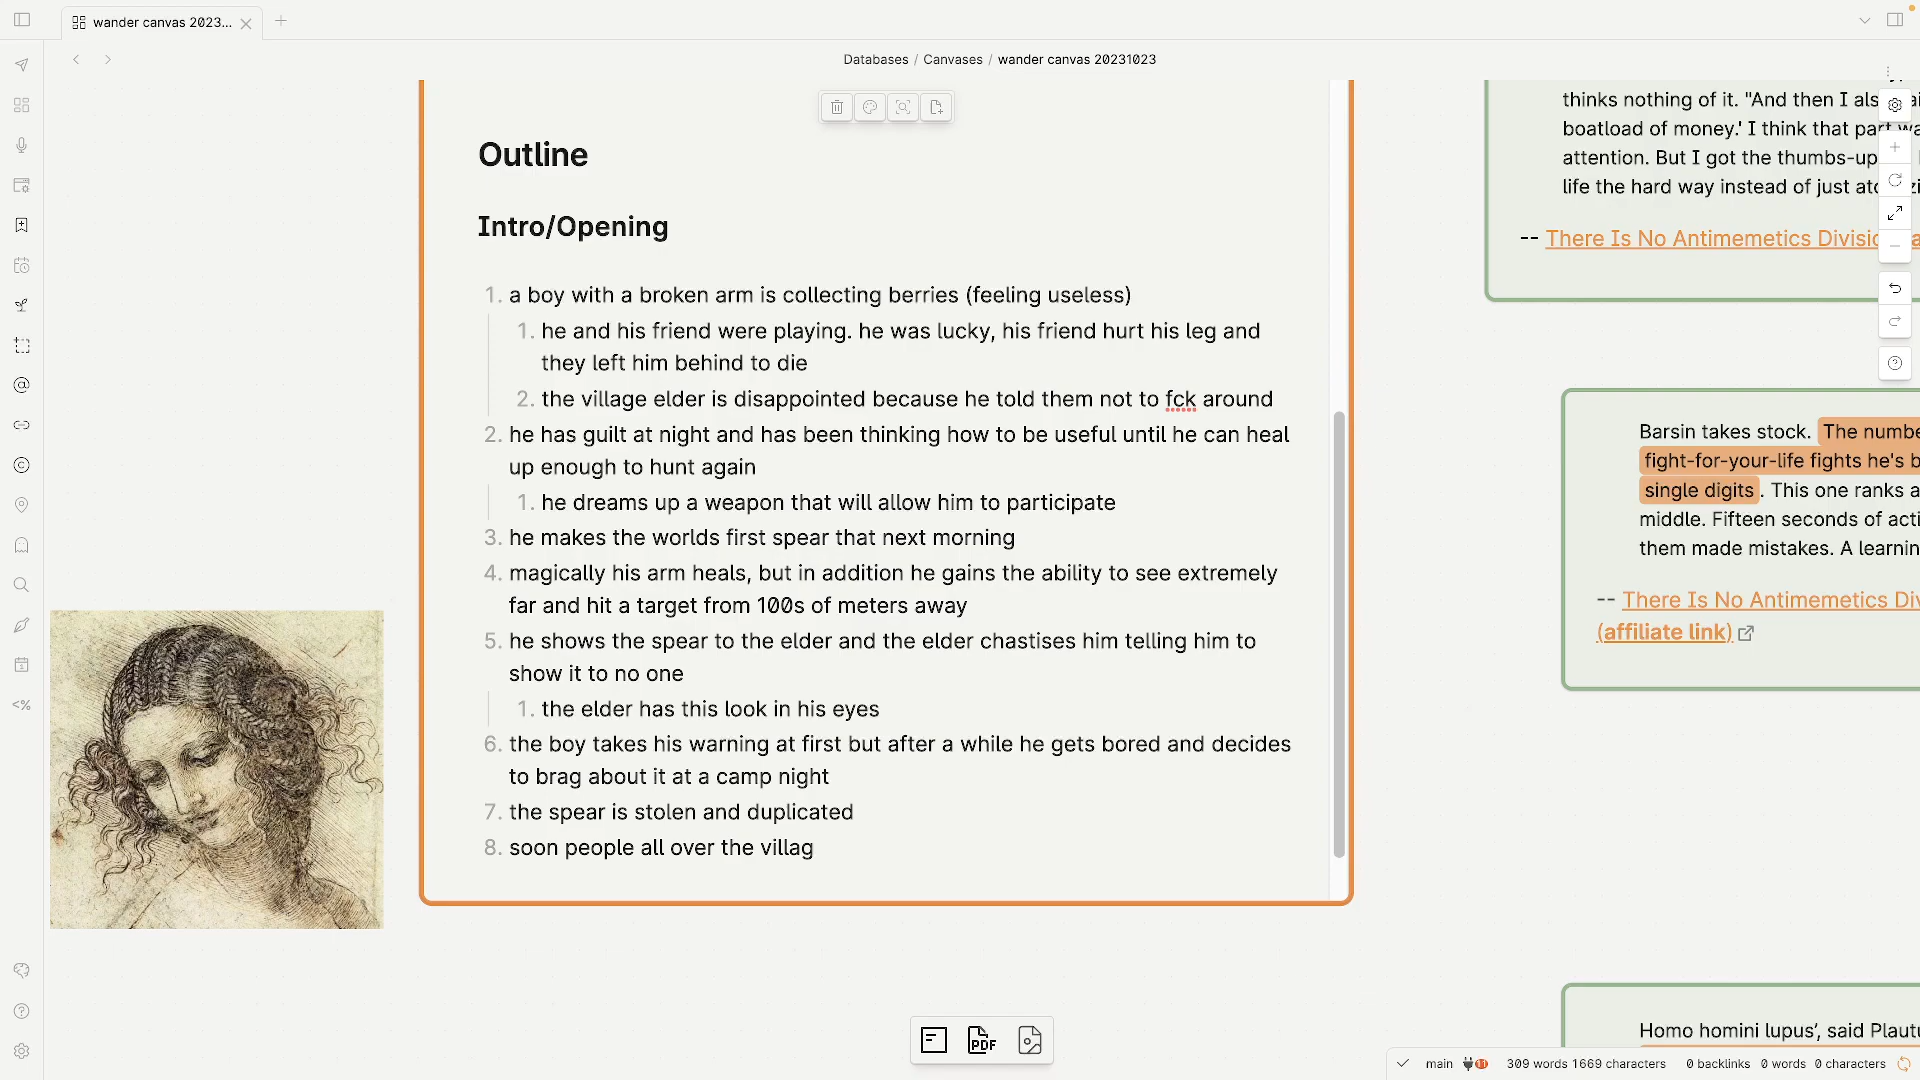 wander canvas 2023...
Databases / Canvases / wander canvas 20231023
Outline
Intro/Opening
1. a boy with a broken arm is collecting berries (feeling useless)
1. he and his friend were playing. he was lucky, his friend hurt his leg and
they left him behind to die
2. the village elder is disappointed because he told them not to fck around
2. he has guilt at night and has been thinking how to be useful until he can heal
up enough to hunt again
1. he dreams up a weapon that will allow him to participate
3. he makes the worlds first spear that next morning
4. magically his arm heals, but in addition he gains the ability to see extremely
far and hit a target from 100s of meters away
5. he shows the spear to the elder and the elder chastises him telling him to
show it to no one
1. the elder has this look in his eyes
6. the boy takes his warning at first but after a while he gets bored and decides
to brag about it at a camp night
7. the spear is stolen and duplicated
8. soon people all over the villag
thinks nothing of it. "And then I als
boatload of money.' I think that part
attention. But I got the thumbs-up
life the hard way instead of just
-- There Is No Antimemetics
Barsin takes stock. The
fight-for-your-life fights he's
single digits. This one ranks
middle. Fifteen seconds of
them made mistakes. A
-- There Is No Antimemetics
(affiliate link)
Homo homini lupus’, said
PDF
main 309 words 1669 characters 0 backlinks 0 words 0 characters